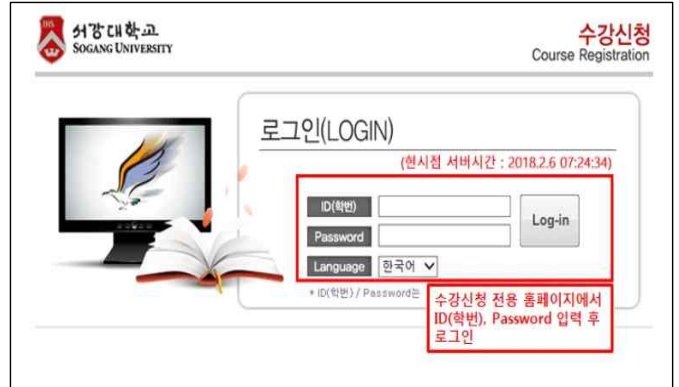 서강대학교
SOGANG UNIVERSITY
수강신청
Course Registration
로그인(LOGIN)
(현시점 서버시간 : 2018.2.6 07:24:34)
ID(학번)
Password
Log-in
Language 한국어
* ID(학번) / Password는
수강신청 전용 홈페이지에서
ID(학번), Password 입력 후
로그인